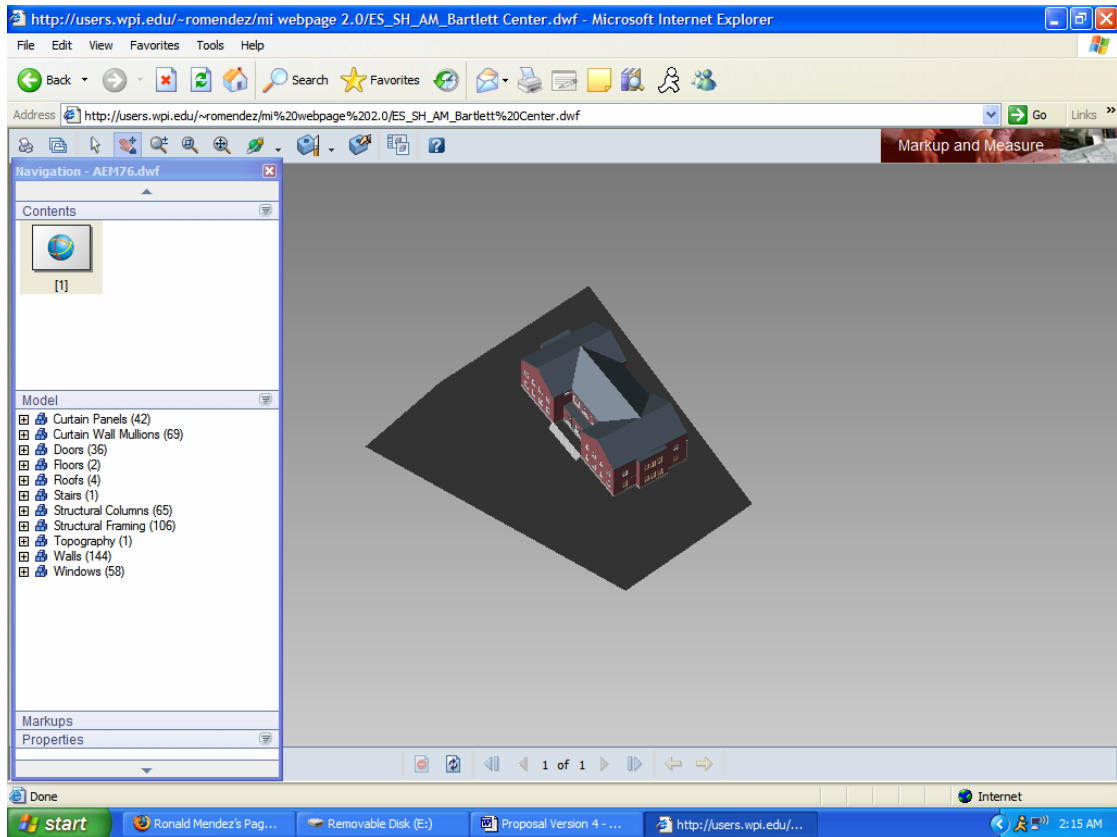 http://users.wpi.edu/~romendez/mi webpage 2.0/ES_SH_AM_Bartlett Center.dwf - Microsoft Internet Explorer
File Edit View Favorites Tools Help
Back Search Favorites
Address http://users.wpi.edu/~romendez/mi%20webpage%202.0/ES_SH_AM_Bartlett%20Center.dwf Go Links »
Markup and Measure
Navigation - AEM76.dwf
Contents
[1]
Model
Curtain Panels (42)
Curtain Wall Mullions (69)
Doors (36)
Floors (2)
Roofs (4)
Stairs (1)
Structural Columns (65)
Structural Framing (106)
Topography (1)
Walls (144)
Windows (58)
Markups
Properties
1 of 1
Done Internet
start Ronald Mendez's Pag... Removable Disk (E:) Proposal Version 4 - ... http://users.wpi.edu/... 2:15 AM